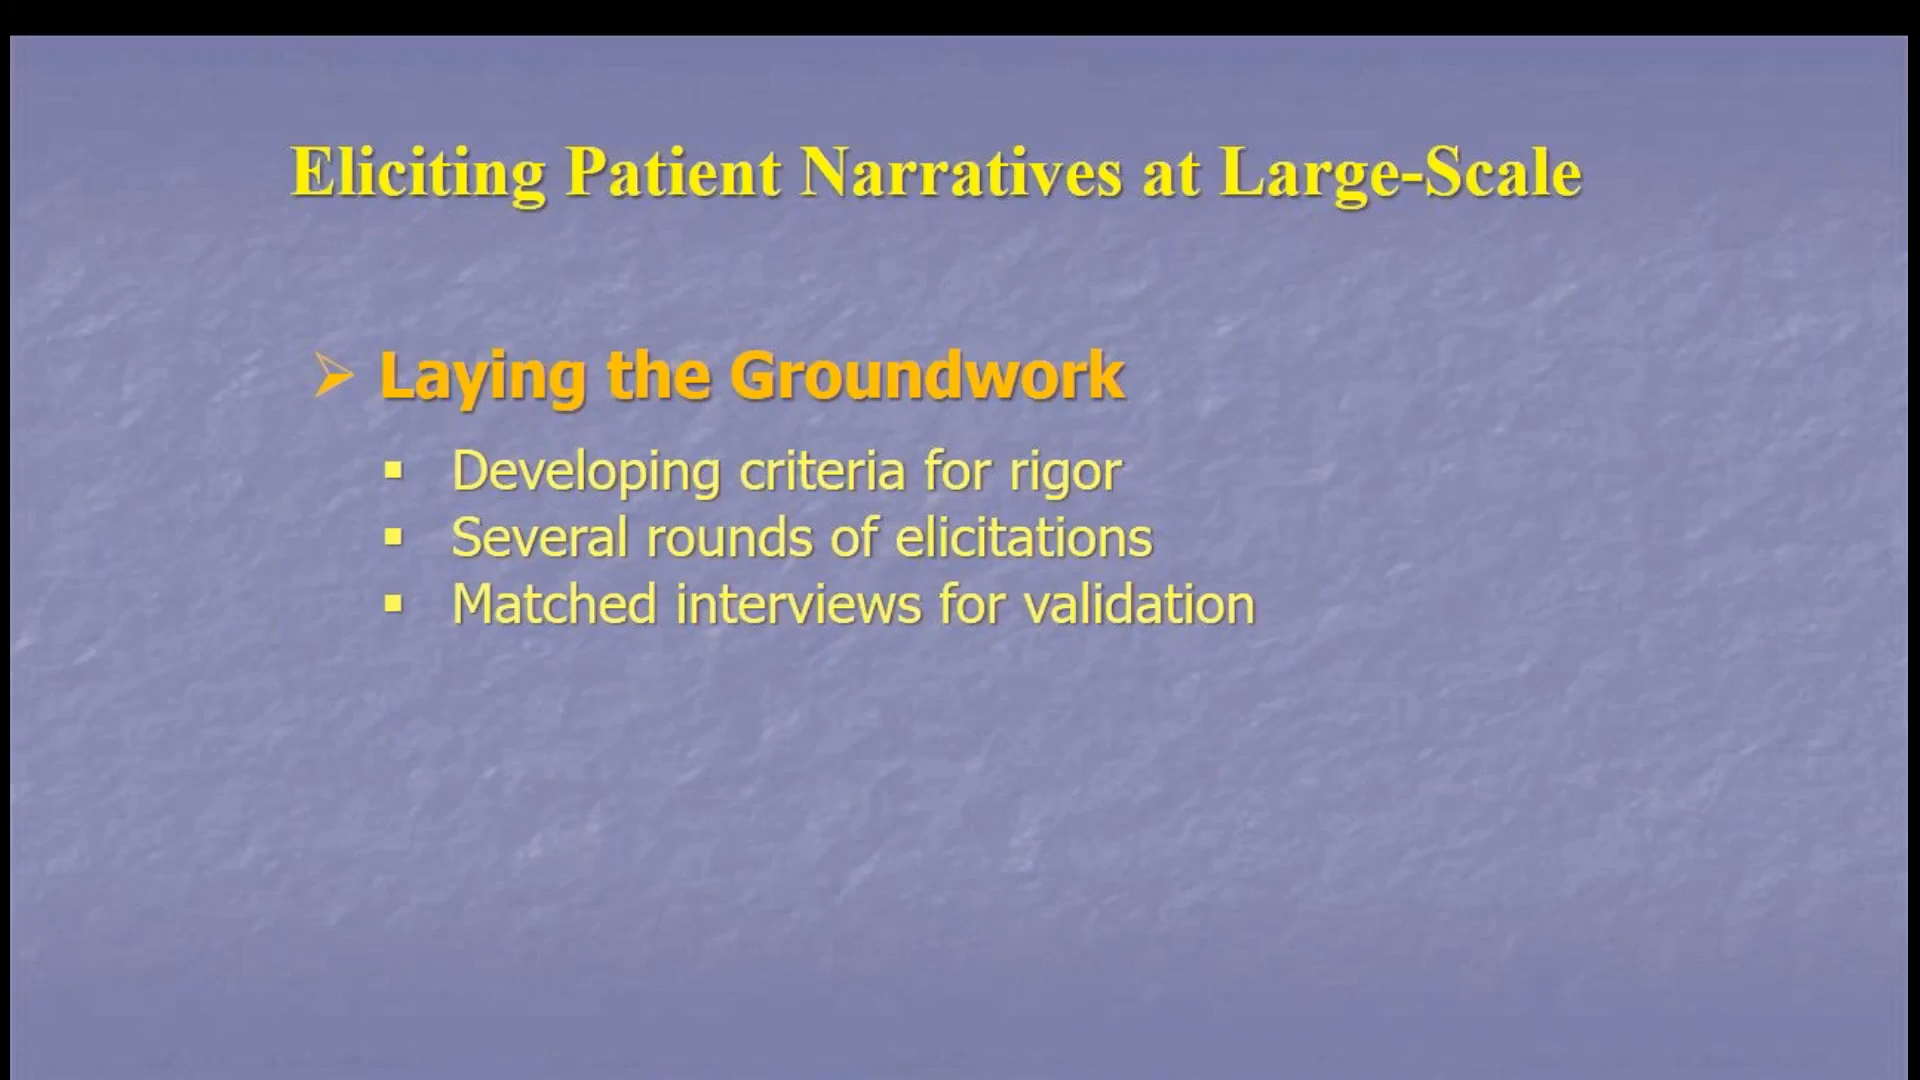 Eliciting Patient Narratives at Large-Scale
Laying the Groundwork
Developing criteria for rigor
Several rounds of elicitations
Matched interviews for validation